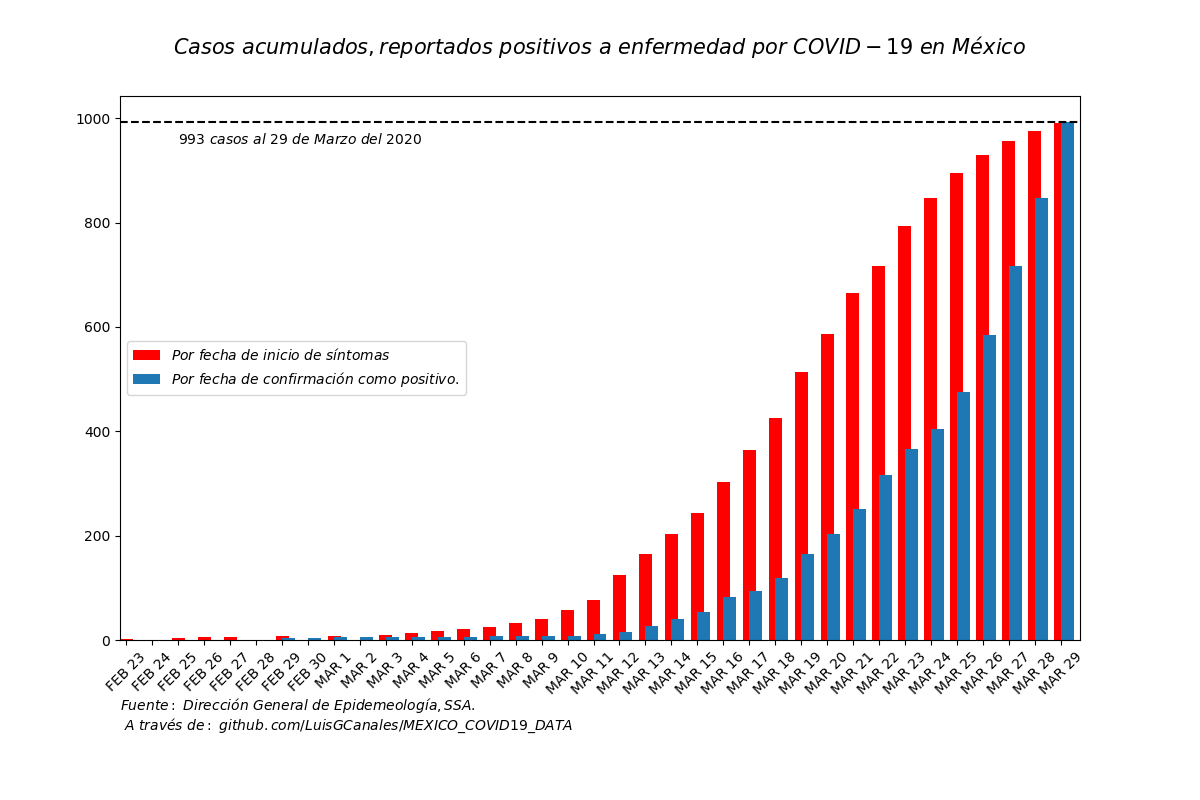 Casos acumulados, reportados positivos a enfermedad por COVID − 19 en México
1000
993 casos al 29 de Marzo del 2020
800
600
Por fecha de inicio de síntomas
Por fecha de confirmación como positivo.
400
200
0
FEB 23 FEB 24 FEB 25 FEB 26 FEB 27 FEB 28 FEB 29 FEB 30 MAR 1 MAR 2 MAR 3 MAR 4 MAR 5 MAR 6 MAR 7 MAR 8 MAR 9 MAR 10 MAR 11 MAR 12 MAR 13 MAR 14 MAR 15 MAR 16 MAR 17 MAR 18 MAR 19 MAR 20 MAR 21 MAR 22 MAR 23 MAR 24 MAR 25 MAR 26 MAR 27 MAR 28 MAR 29
Fuente: Dirección General de Epidemeología, SSA.
A través de: github.com/LuisGCanales/MEXICO_COVID19_DATA